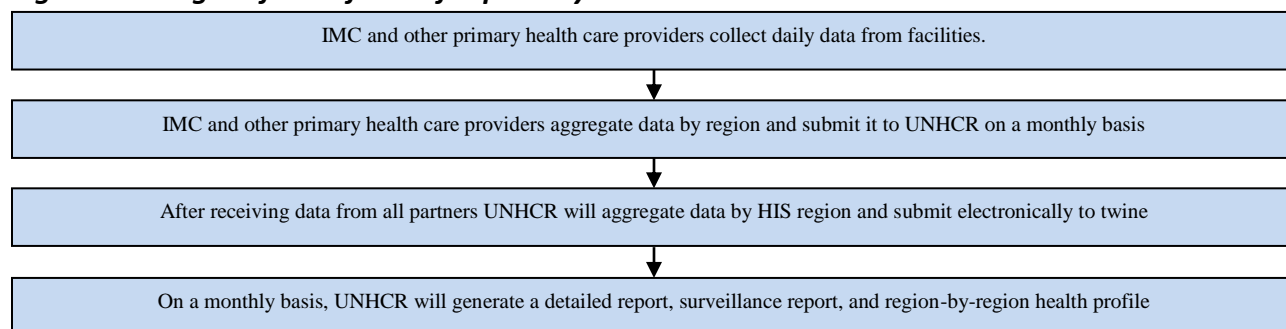 IMC and other primary health care providers collect daily data from facilities.
IMC and other primary health care providers aggregate data by region and submit it to UNHCR on a monthly basis
After receiving data from all partners UNHCR will aggregate data by HIS region and submit electronically to twine
On a monthly basis, UNHCR will generate a detailed report, surveillance report, and region-by-region health profile